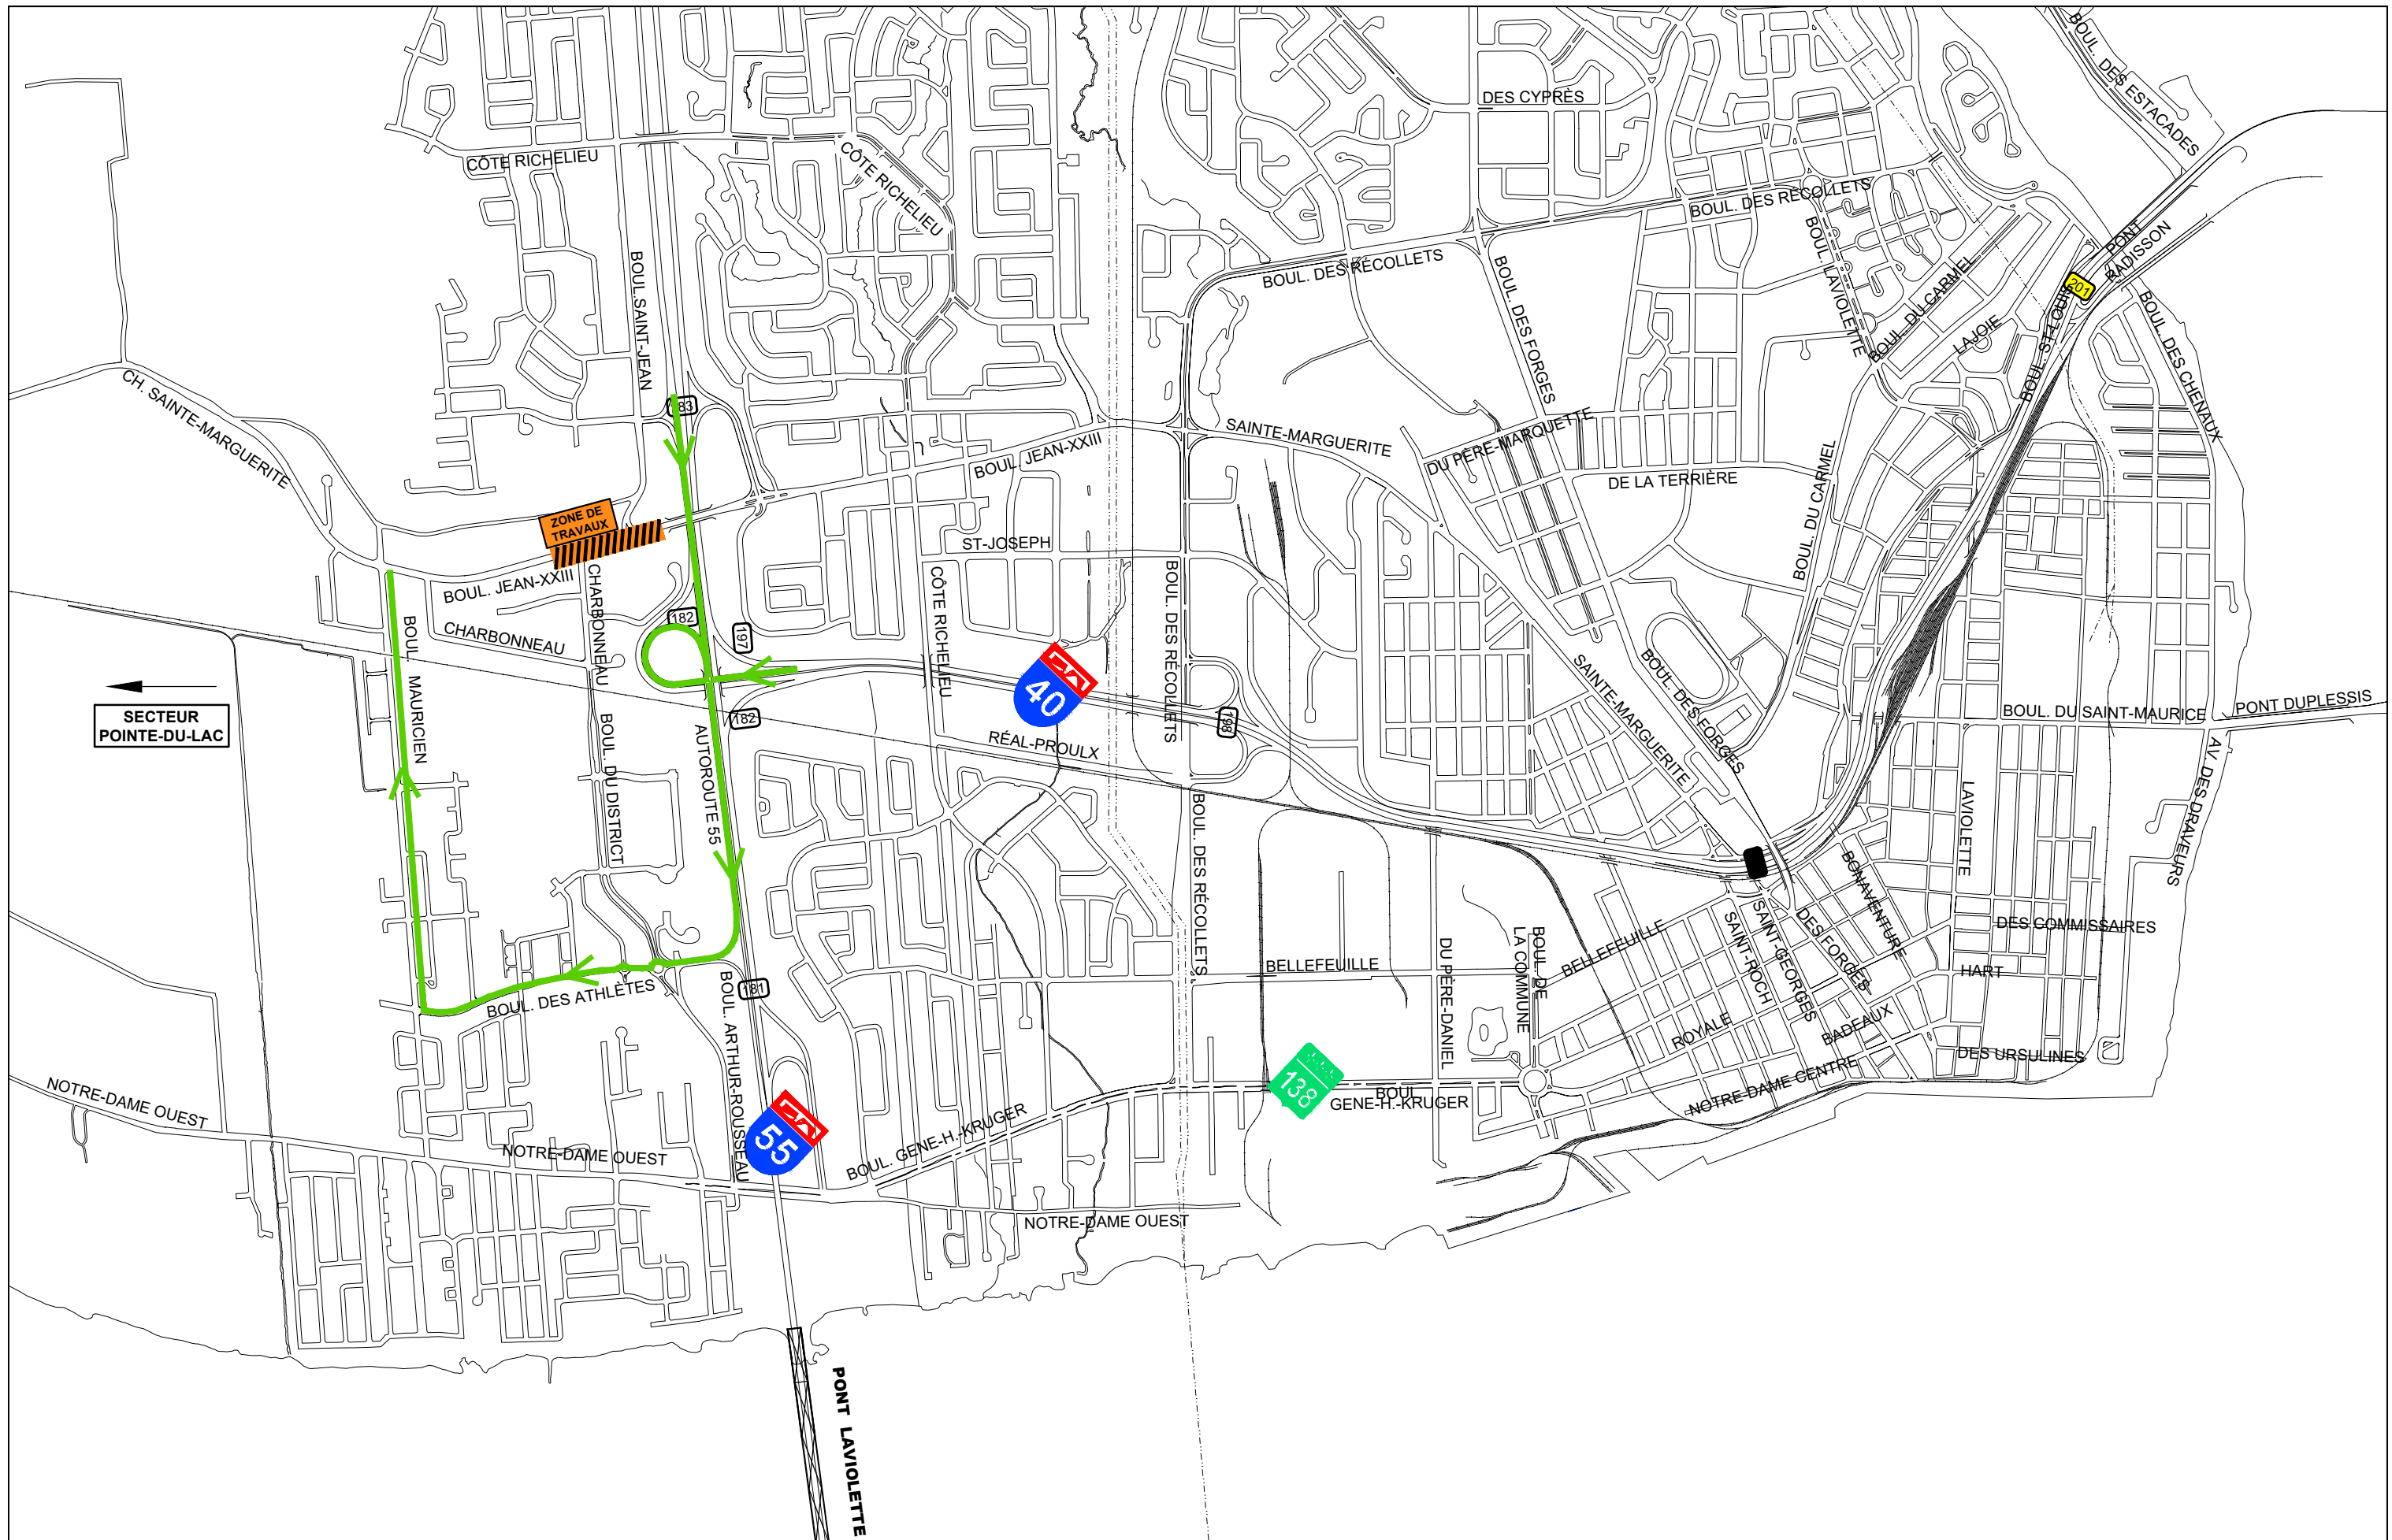 BOUL. DES ESTACADES
DES CYPRÈS
CÔTE RICHELIEU
CÔTE RICHELIEU
BOUL. DES RÉCOLLETS
BOUL. LAVIOLETTE
PONT
RADISSON
BOUL.SAINT-JEAN
BOUL. DES RÉCOLLETS
BOUL. DES FORGES
BOUL. DU CARMEL
LAJOIE
201
BOUL. ST-LOUIS
BOUL. DES CHENAUX
CH. SAINTE-MARGUERITE
183
SAINTE-MARGUERITE
BOUL. JEAN-XXIII
DU PÈRE-MARQUETTE
DE LA TERRIÈRE
BOUL. DU CARMEL
ZONE DE
TRAVAUX
ST-JOSEPH
BOUL. JEAN-XXIII
CHARBONNEAU
CHARBONNEAU
182
197
CÔTE RICHELIEU
BOUL. DES RÉCOLLETS
BOUL. MAURICIEN
40
SAINTE-MARGUERITE
BOUL. DES FORGES
SECTEUR
POINTE-DU-LAC
182
198
BOUL. DU SAINT-MAURICE
PONT DUPLESSIS
BOUL. DU DISTRICT
AUTOROUTE 55
RÉAL-PROULX
AV. DES DRAVEURS
BOUL. DES RÉCOLLETS
LAVIOLETTE
BONAVENTURE
BOUL. DES ATHLÈTES
181
BOUL. ARTHUR-ROUSSEAU
BELLEFEUILLE
DU PÈRE-DANIEL
BOUL. DE
LA COMMUNE
BELLEFEUILLE
SAINT-ROCH
SAINT-GEORGES
DES FORGES
DES COMMISSAIRES
HART
ROYALE
BADEAUX
DES URSULINES
NOTRE-DAME CENTRE
138
BOUL.
GENE-H.-KRUGER
NOTRE-DAME OUEST
NOTRE-DAME OUEST
55
BOUL. GENE-H.-KRUGER
NOTRE-DAME OUEST
PONT LAVIOLETTE